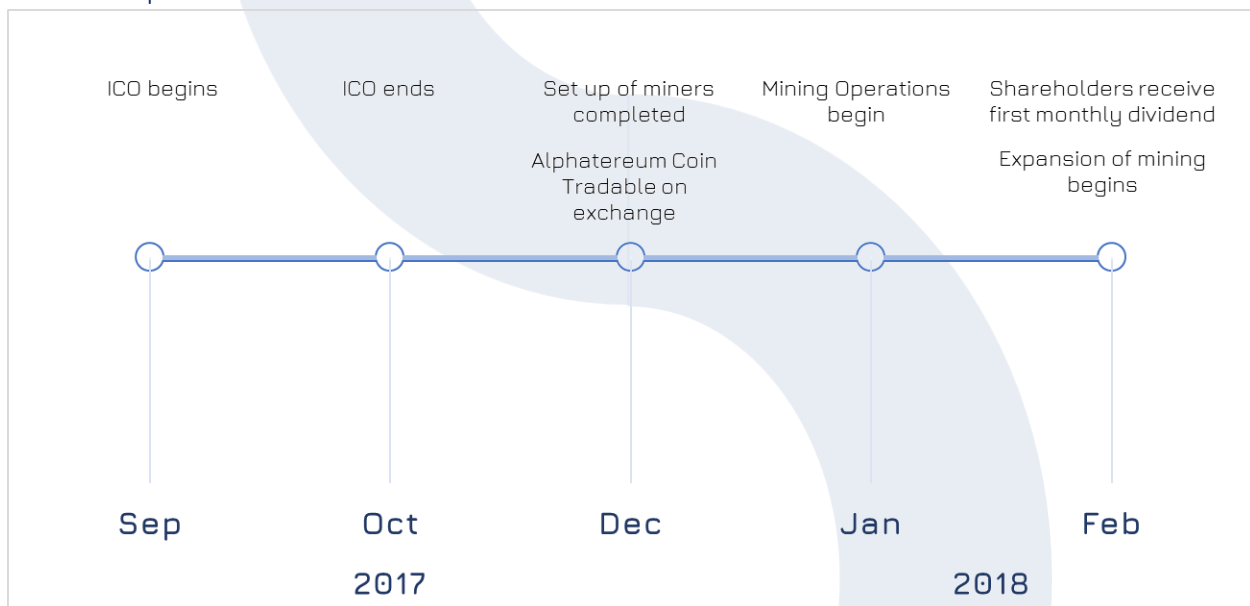 ICO begins
ICO ends
Set up of miners
completed
Alphatereum Coin
Tradable on
exchange
Mining Operations
begin
Shareholders receive
first monthly dividend
Expansion of mining
begins
Sep
Oct
Dec
Jan
Feb
2017
2018